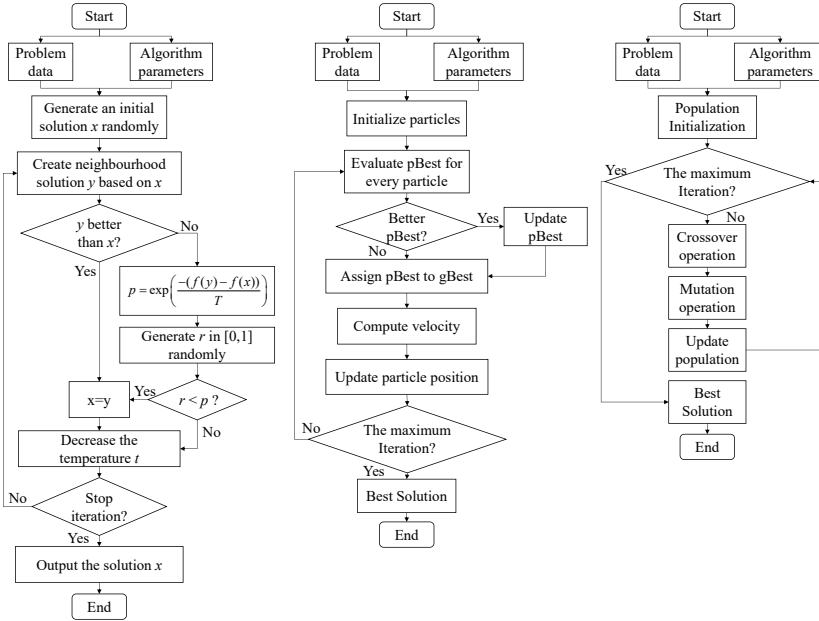 Start
Problem
data
Algorithm
parameters
Generate an initial
solution x randomly
Create neighbourhood
solution y based on x
y better
than x?
No
Yes
p = exp(−(f(y) − f(x)) / T)
Generate r in [0,1]
randomly
r < p ?
Yes
x=y
No
Decrease the
temperature t
Stop
iteration?
No
Yes
Output the solution x
End
Start
Problem
data
Algorithm
parameters
Initialize particles
Evaluate pBest for
every particle
Better
pBest?
Yes
Update
pBest
No
Assign pBest to gBest
Compute velocity
Update particle position
No
The maximum
Iteration?
Yes
Best Solution
End
Start
Problem
data
Algorithm
parameters
Population
Initialization
Yes
The maximum
Iteration?
No
Crossover
operation
Mutation
operation
Update
population
Best
Solution
End